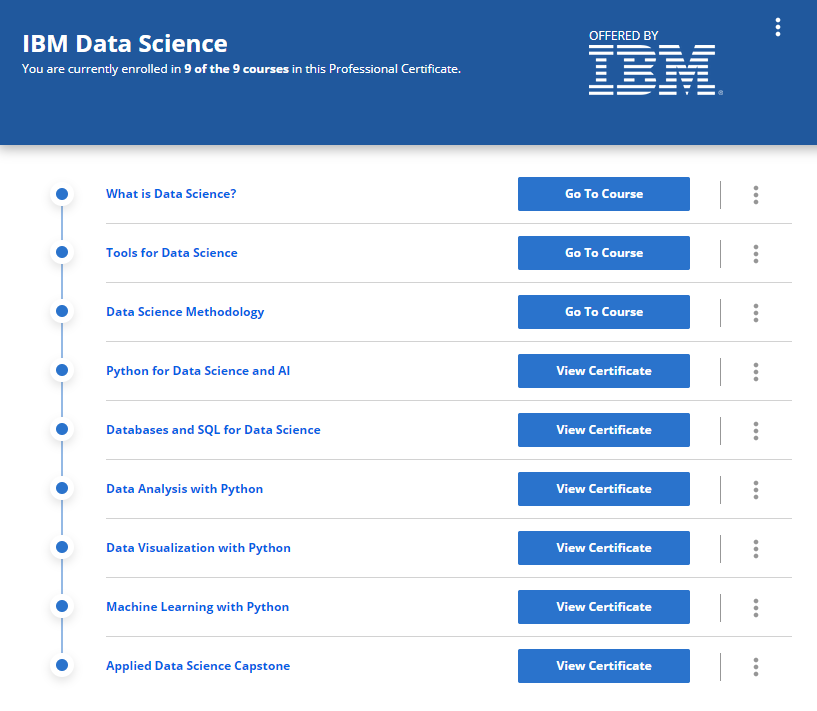 IBM Data Science
You are currently enrolled in 9 of the 9 courses in this Professional Certificate.
OFFERED BY
IBM®
What is Data Science?
Go To Course
Tools for Data Science
Go To Course
Data Science Methodology
Go To Course
Python for Data Science and AI
View Certificate
Databases and SQL for Data Science
View Certificate
Data Analysis with Python
View Certificate
Data Visualization with Python
View Certificate
Machine Learning with Python
View Certificate
Applied Data Science Capstone
View Certificate